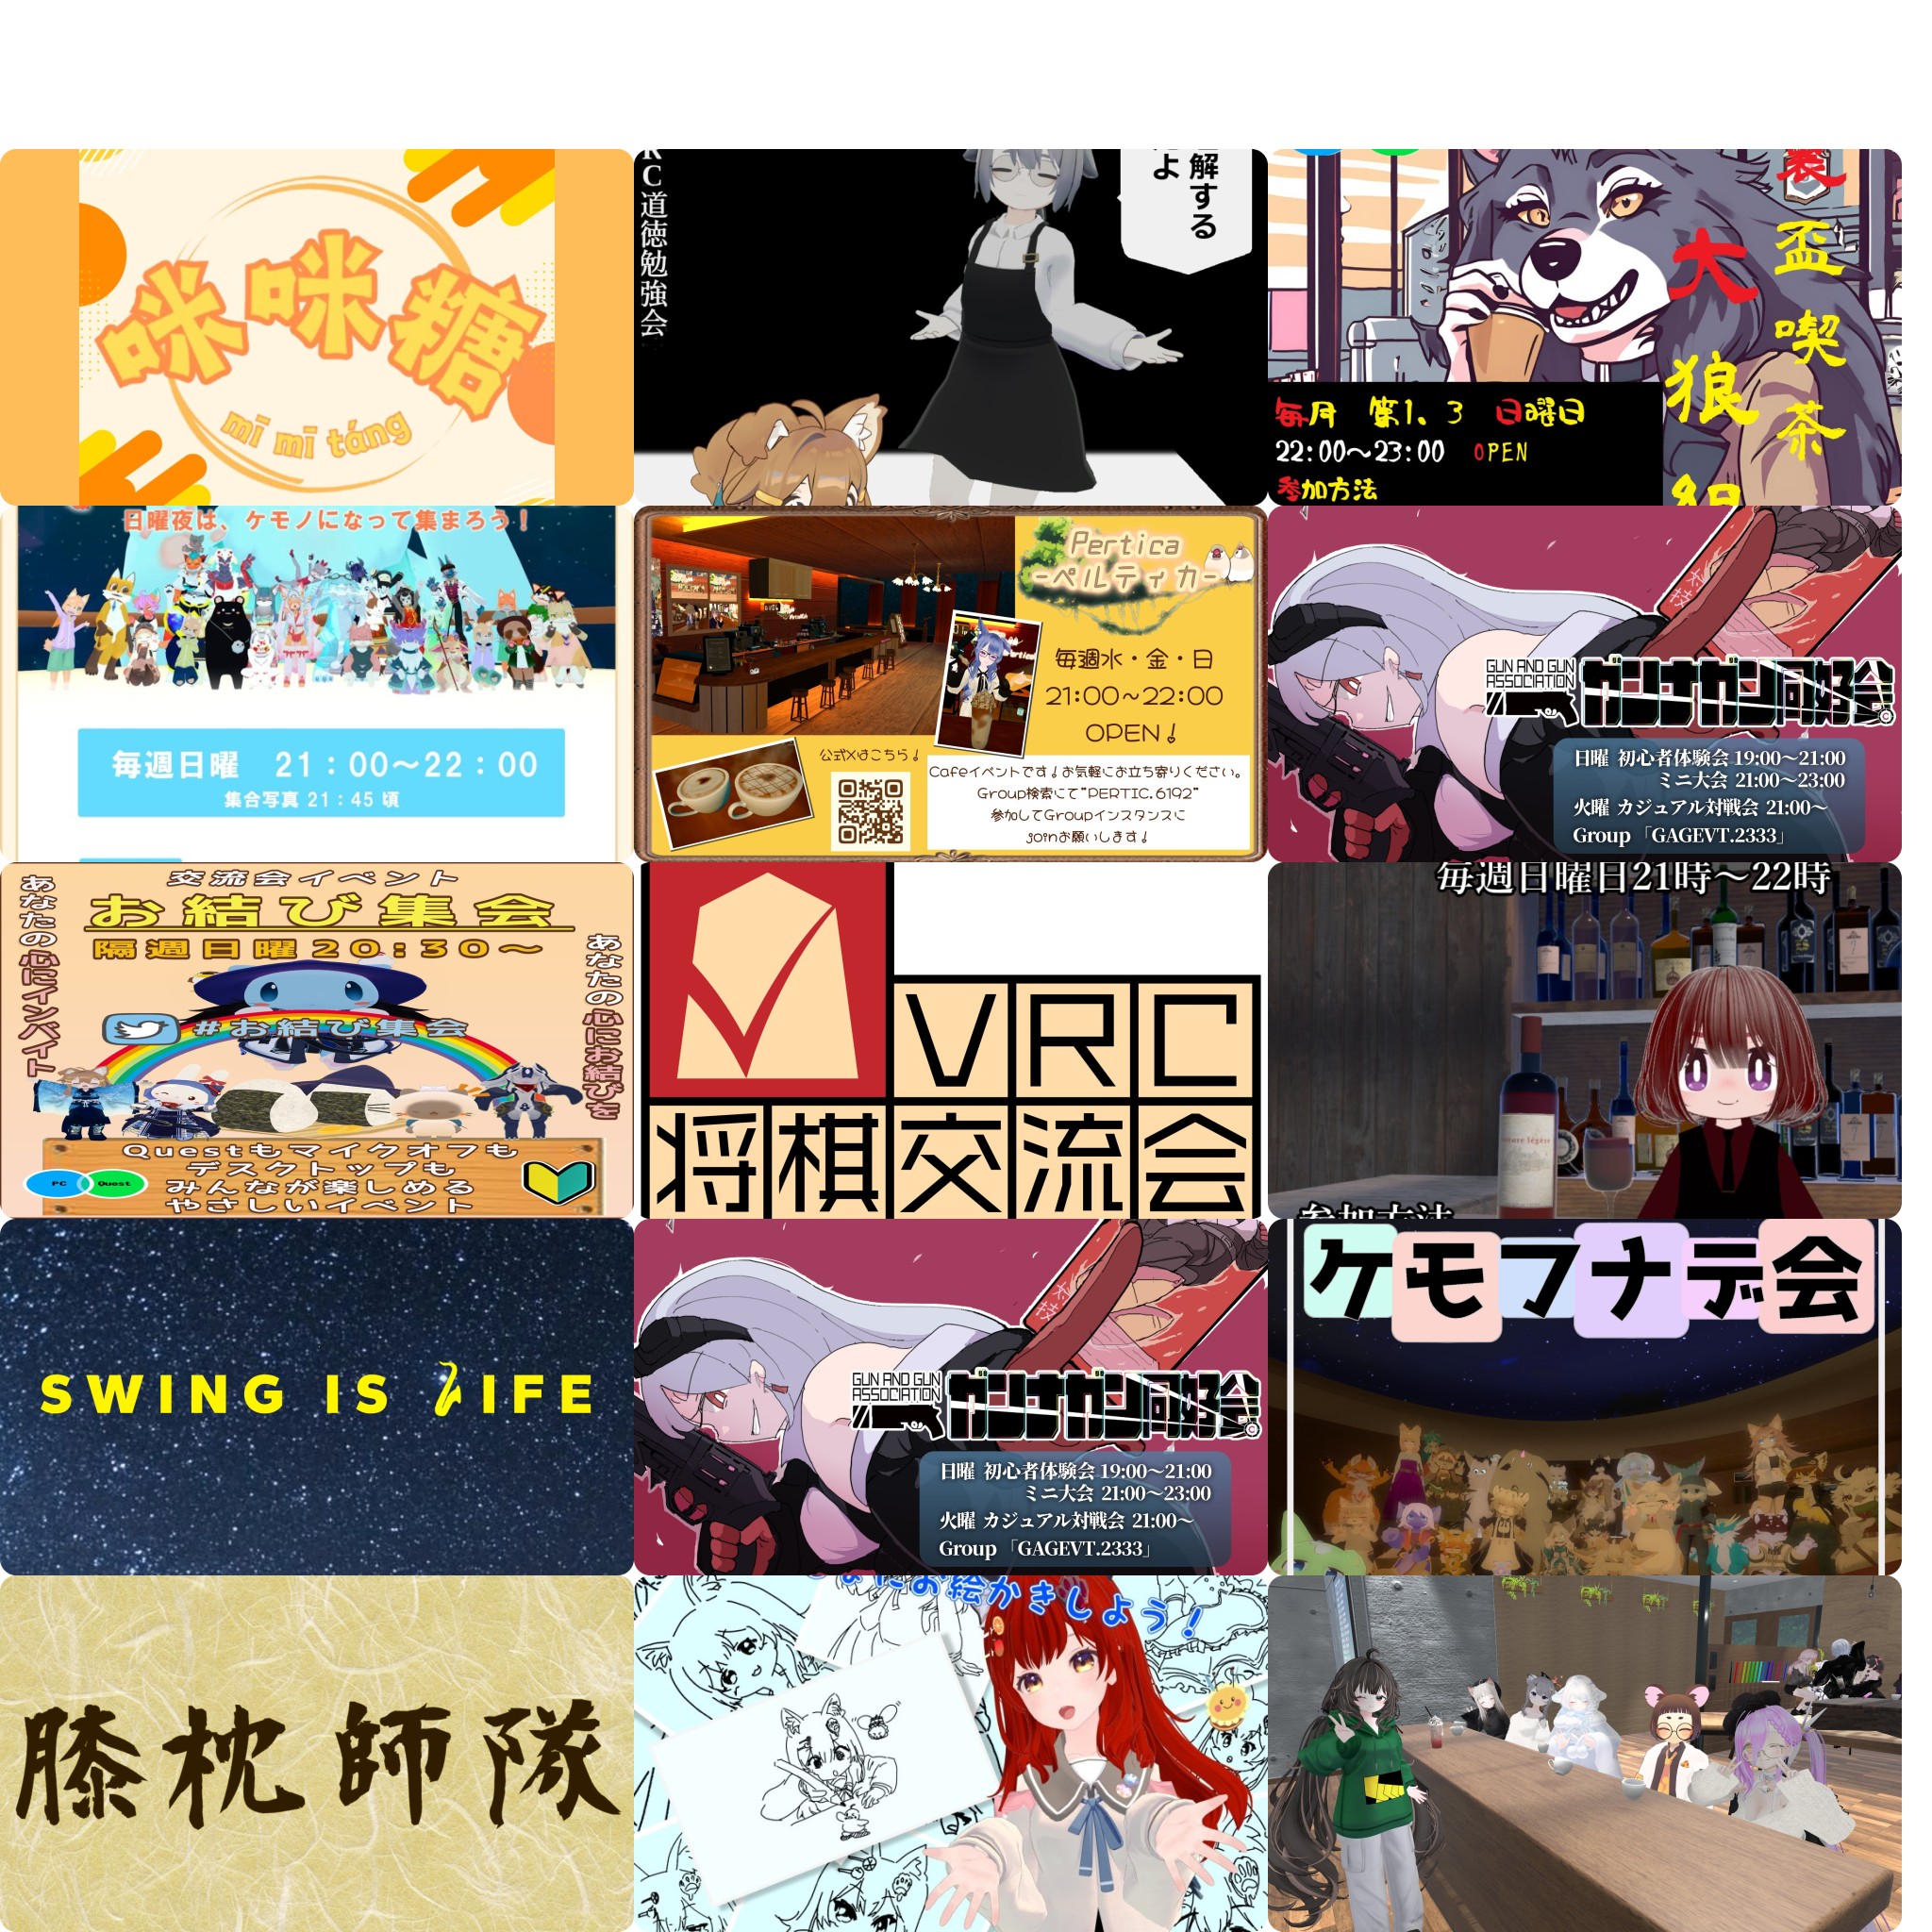 咪咪糖
mī mī táng
RC道徳勉強会
解する
よ
裏
盃
喫
茶
大
狼
毎月 第1、3 日曜日
22:00〜23:00 OPEN
参加方法
日曜夜は、ケモノになって集まろう！
毎週日曜 21：00〜22：00
集合写真 21：45 頃
Pertica
-ペルティカ-
毎週水・金・日
21:00〜22:00
OPEN！
公式Xはこちら！
Cafeイベントです！お気軽にお立ち寄りください。
Group検索にて"PERTIC.6192"
参加してGroupインスタンスに
joinお願いします！
GUN AND GUN
ASSOCIATION
ガンナガン同好会
日曜 初心者体験会 19:00〜21:00
ミニ大会 21:00〜23:00
火曜 カジュアル対戦会 21:00〜
Group「GAGEVT.2333」
あなたの心にインバイト
交流会イベント
お結び集会
隔週日曜20:30〜
#お結び集会
あなたの心にお結びを
Questもマイクオフも
デスクトップも
みんなが楽しめる
やさしいイベント
PC
Quest
VRC
将棋交流会
毎週日曜日21時〜22時
参加方法
SWING IS LIFE
GUN AND GUN
ASSOCIATION
ガンナガン同好会
日曜 初心者体験会 19:00〜21:00
ミニ大会 21:00〜23:00
火曜 カジュアル対戦会 21:00〜
Group「GAGEVT.2333」
ケモフナデ会
膝枕師隊
なにお絵かきしよう！